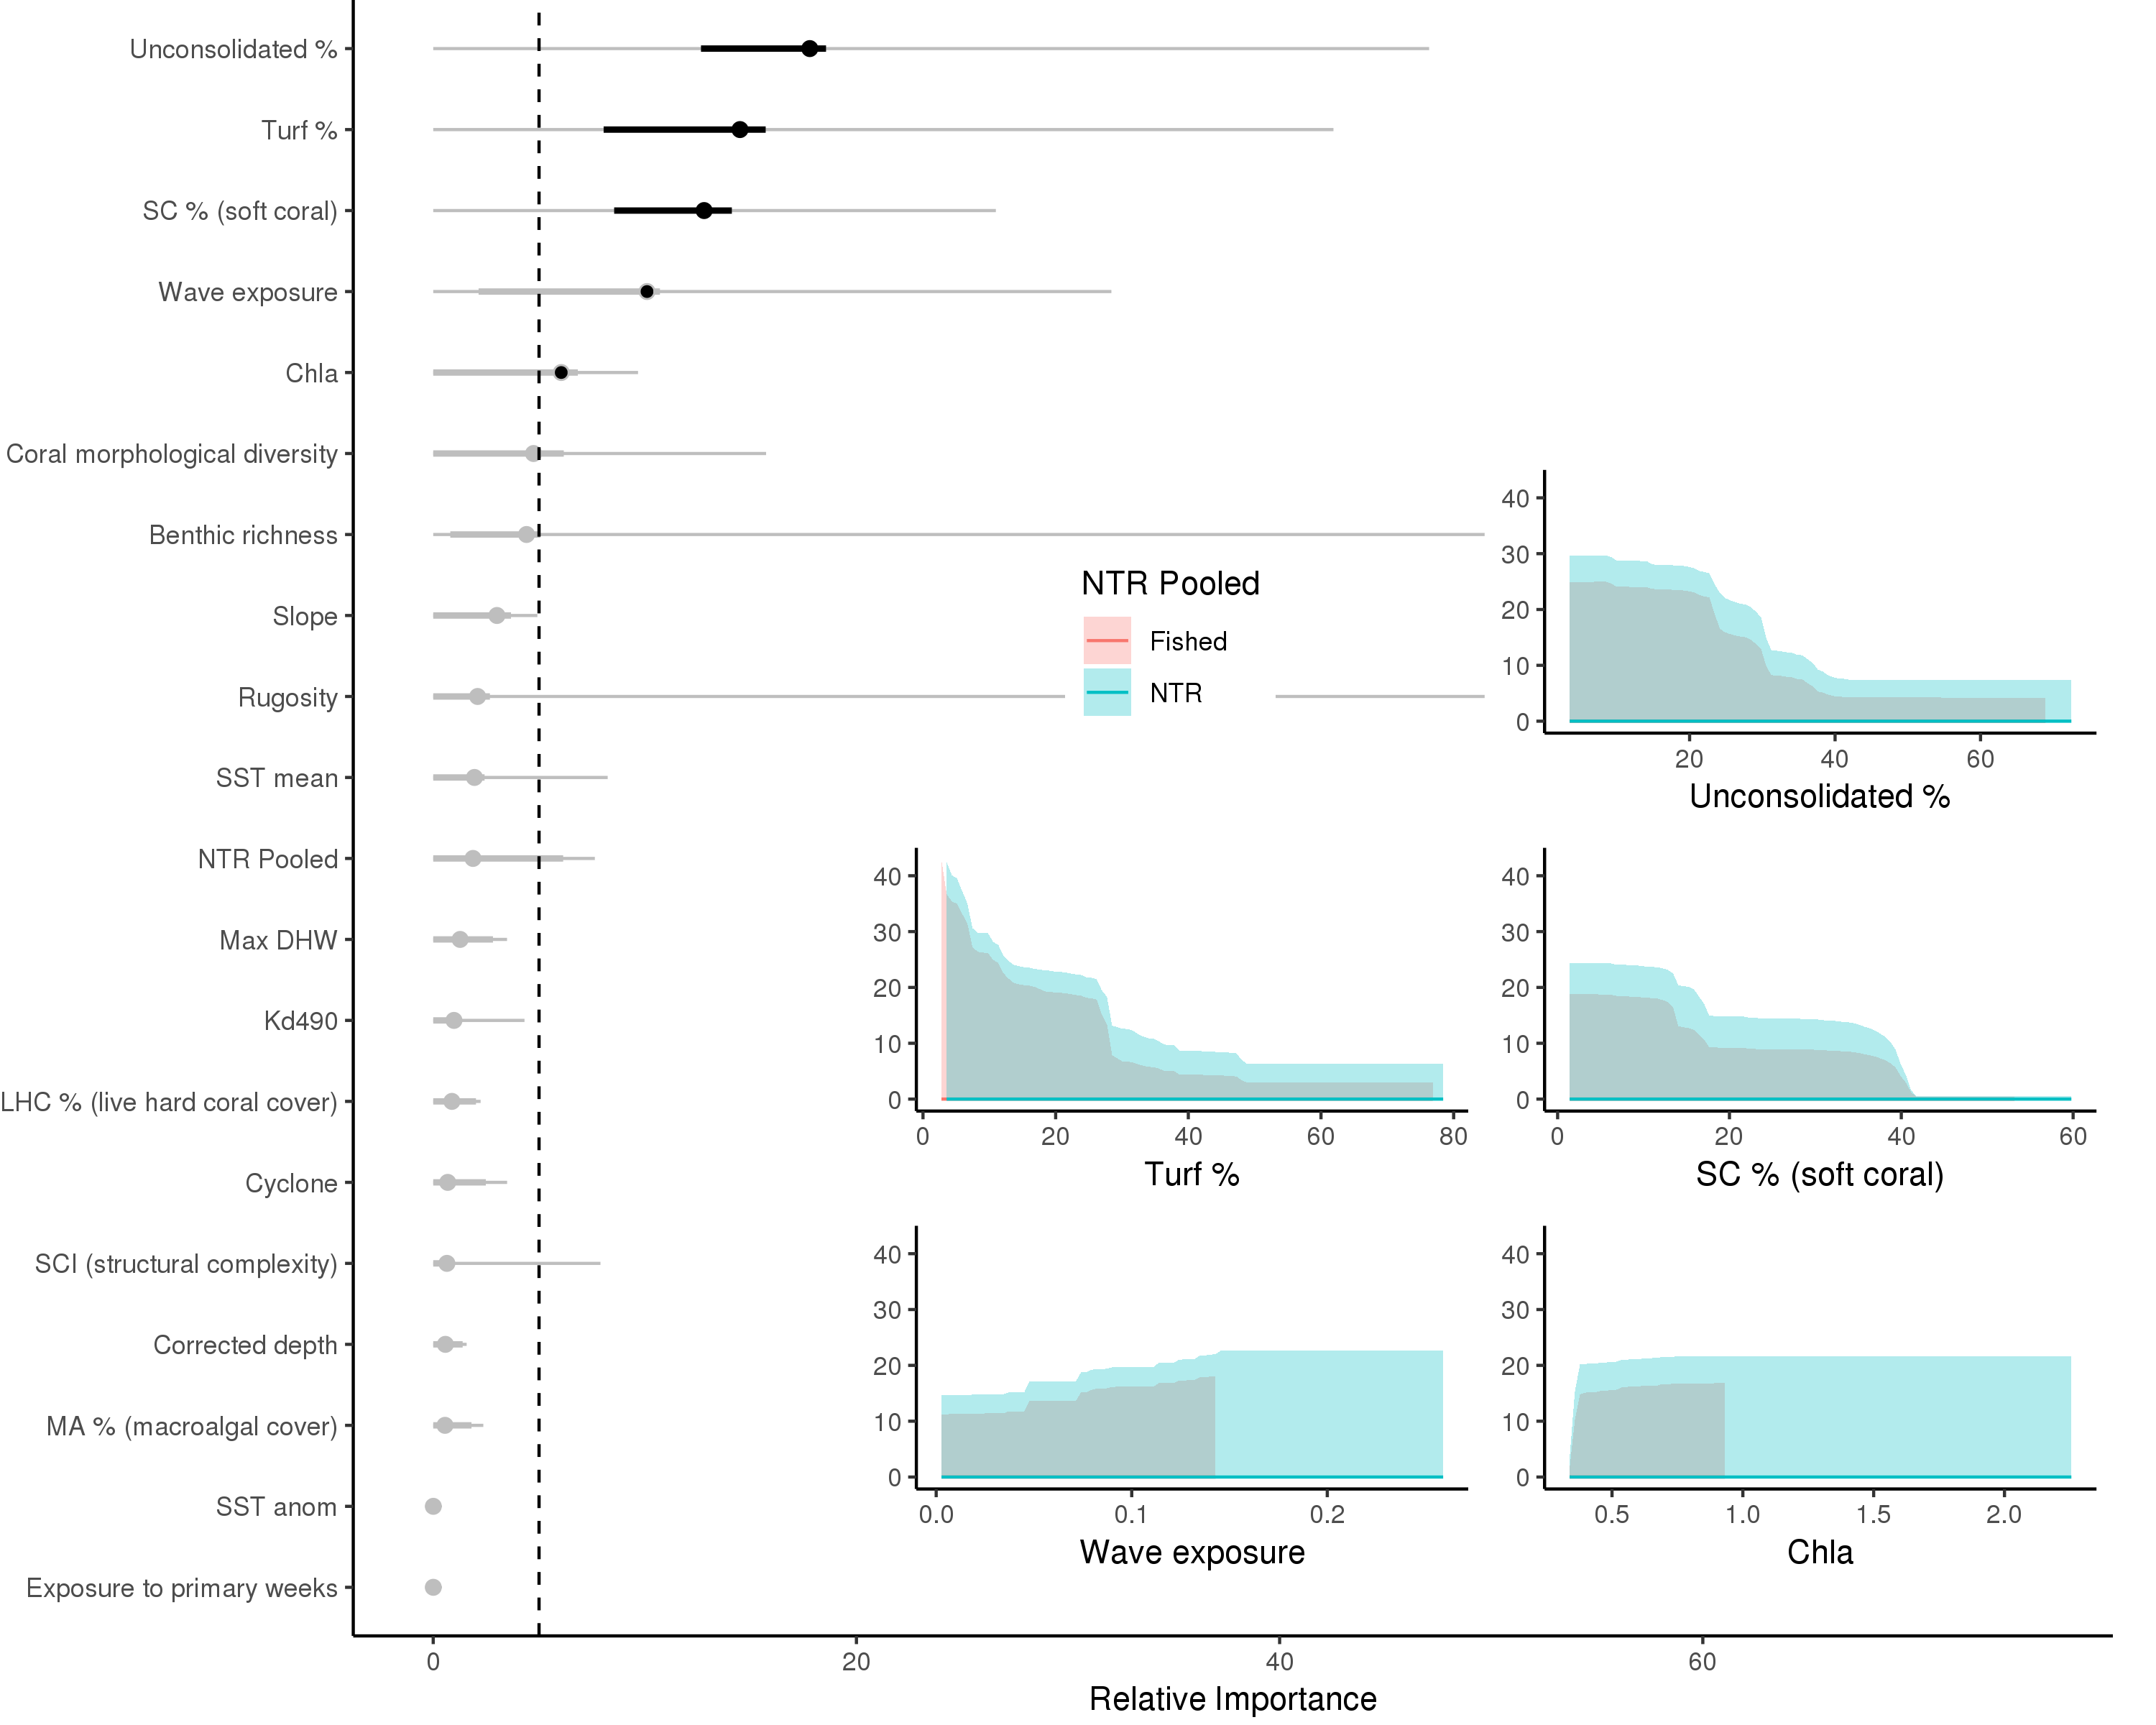 Unconsolidated %
Turf %
SC % (soft coral)
Wave exposure
Chla
Coral morphological diversity
Benthic richness
Slope
Rugosity
SST mean
NTR Pooled
Max DHW
Kd490
LHC % (live hard coral cover)
Cyclone
SCI (structural complexity)
Corrected depth
MA % (macroalgal cover)
SST anom
Exposure to primary weeks
0 20 40 60
Relative Importance
NTR Pooled
Fished
NTR
40
30
20
10
0
20 40 60
Unconsolidated %
40
30
20
10
0
0 20 40 60 80
Turf %
40
30
20
10
0
0 20 40 60
SC % (soft coral)
40
30
20
10
0
0.0 0.1 0.2
Wave exposure
40
30
20
10
0
0.5 1.0 1.5 2.0
Chla